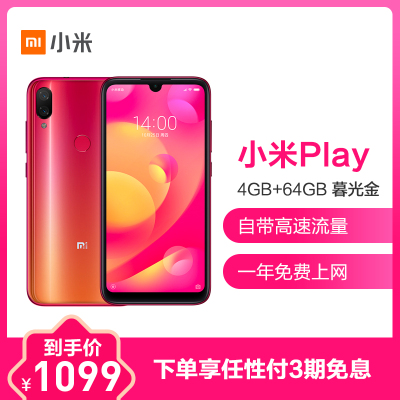 mi 小米
小米Play
4GB+64GB 暮光金
自带高速流量
一年免费上网
到手价
¥1099
下单享任性付3期免息
mi